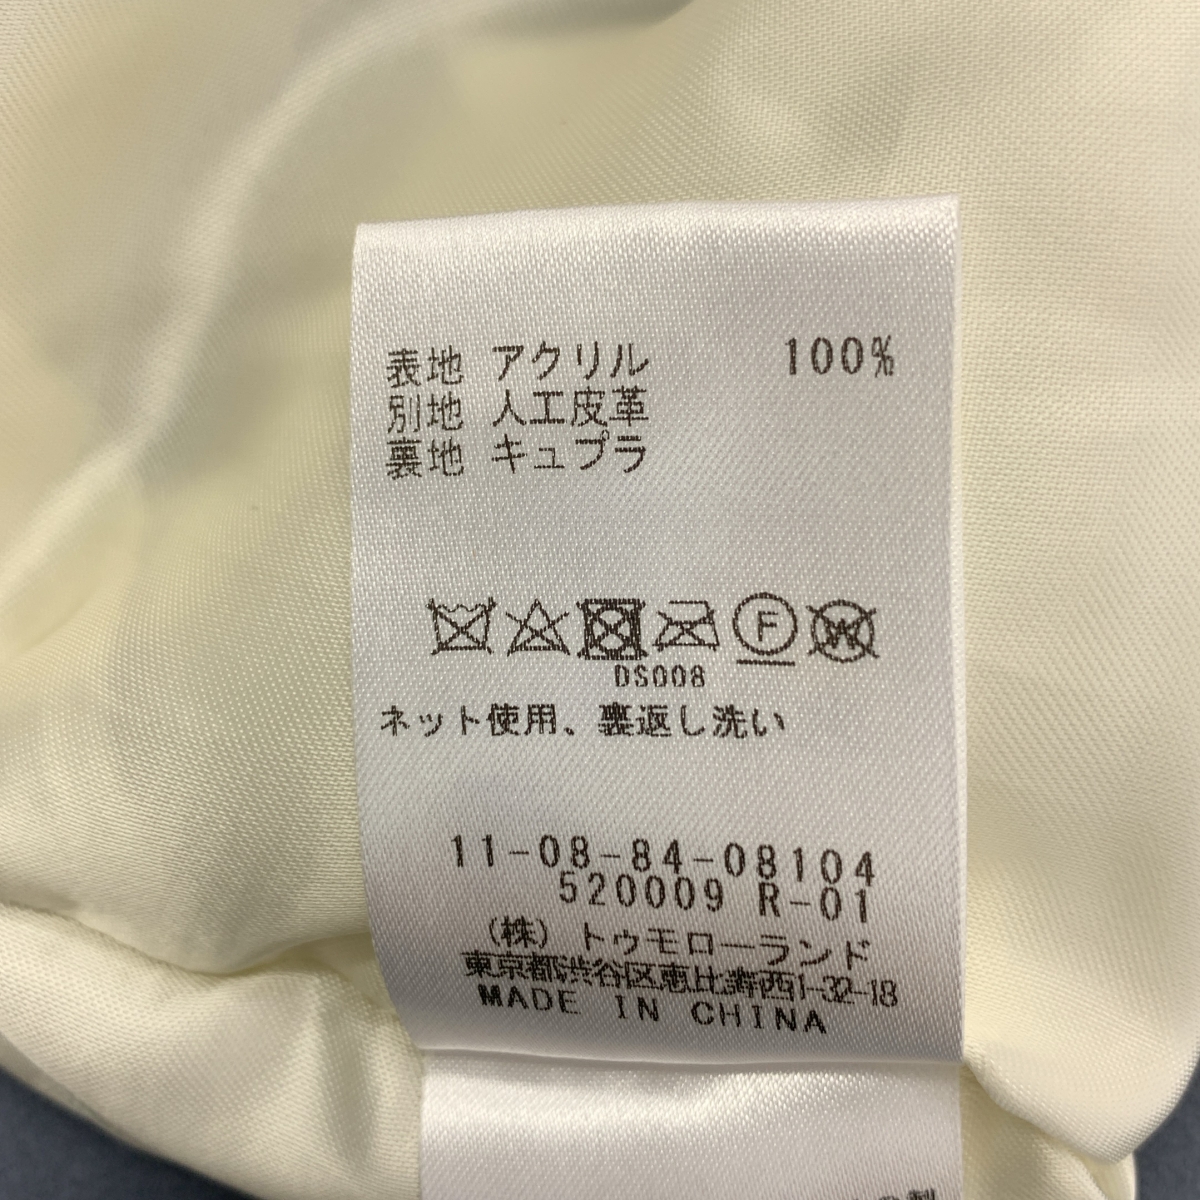 表地 アクリル 100%
別地 人工皮革
裏地 キュプラ
F W
DS008
ネット使用、裏返し洗い
11-08-84-08104
520009 R-01
(株) トゥモローランド
東京都渋谷区恵比寿西1-32-18
MADE IN CHINA